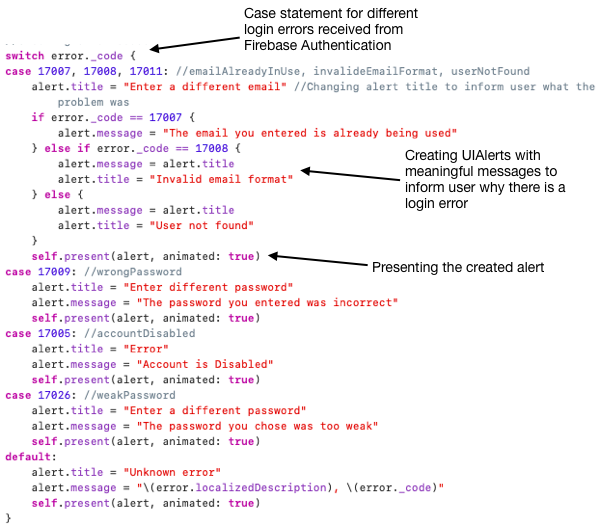 Case statement for different
login errors received from
Firebase Authentication
switch error._code {
case 17007, 17008, 17011: //emailAlreadyInUse, invalideEmailFormat, userNotFound
alert.title = "Enter a different email" //Changing alert title to inform user what the
problem was
if error._code == 17007 {
alert.message = "The email you entered is already being used"
} else if error._code == 17008 {
alert.message = alert.title
alert.title = "Invalid email format"
} else {
alert.message = alert.title
alert.title = "User not found"
}
self.present(alert, animated: true)
Creating UIAlerts with
meaningful messages to
inform user why there is a
login error
Presenting the created alert
case 17009: //wrongPassword
alert.title = "Enter different password"
alert.message = "The password you entered was incorrect"
self.present(alert, animated: true)
case 17005: //accountDisabled
alert.title = "Error"
alert.message = "Account is Disabled"
self.present(alert, animated: true)
case 17026: //weakPassword
alert.title = "Enter a different password"
alert.message = "The password you chose was too weak"
self.present(alert, animated: true)
default:
alert.title = "Unknown error"
alert.message = "\(error.localizedDescription), \(error._code)"
self.present(alert, animated: true)
}